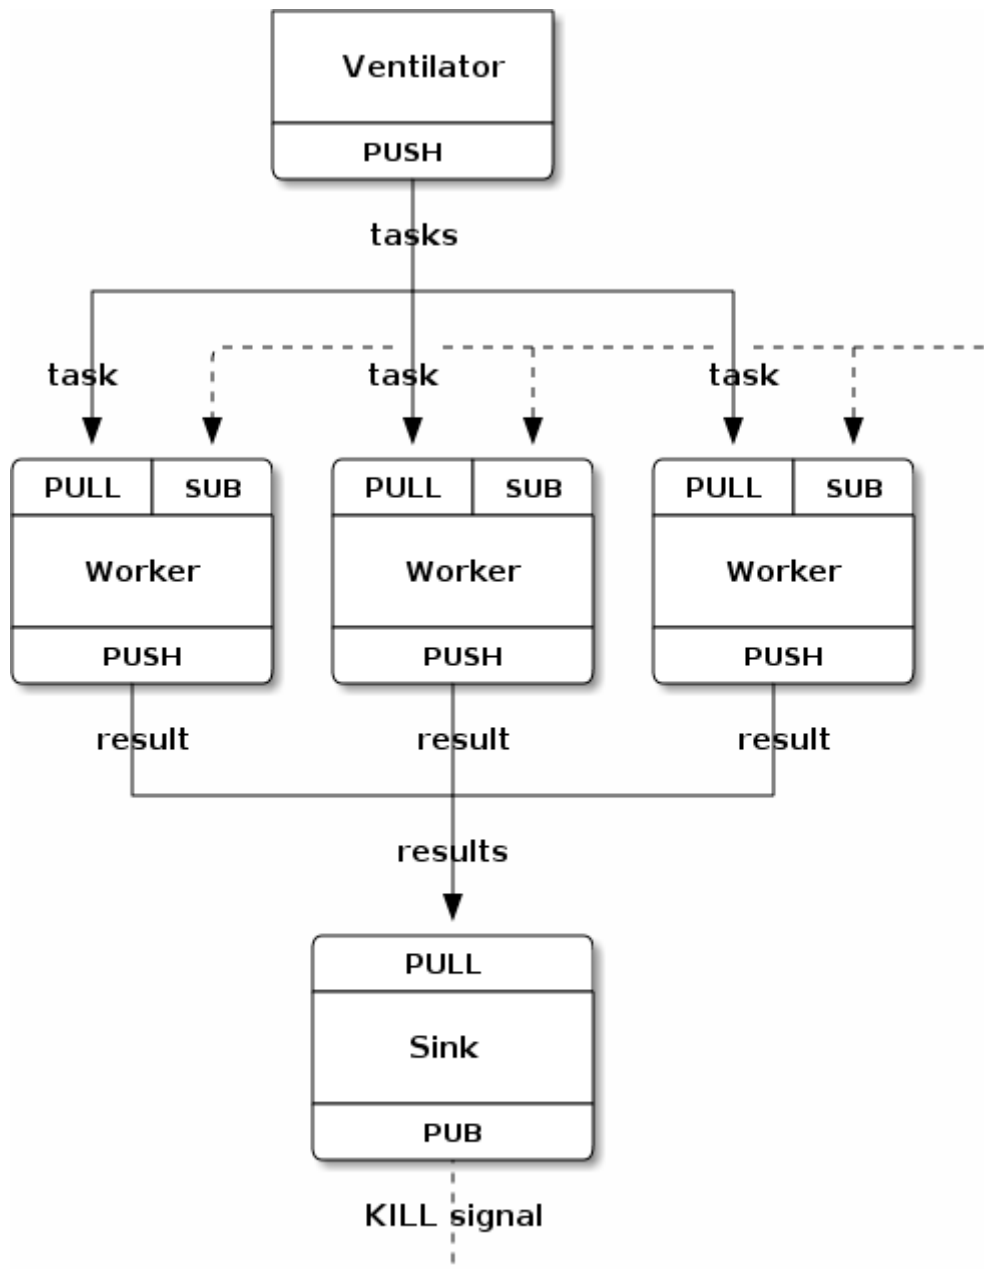 Ventilator
PUSH
tasks
task task task
PULL SUB PULL SUB PULL SUB
Worker Worker Worker
PUSH PUSH PUSH
result result result
results
PULL
Sink
PUB
KILL signal